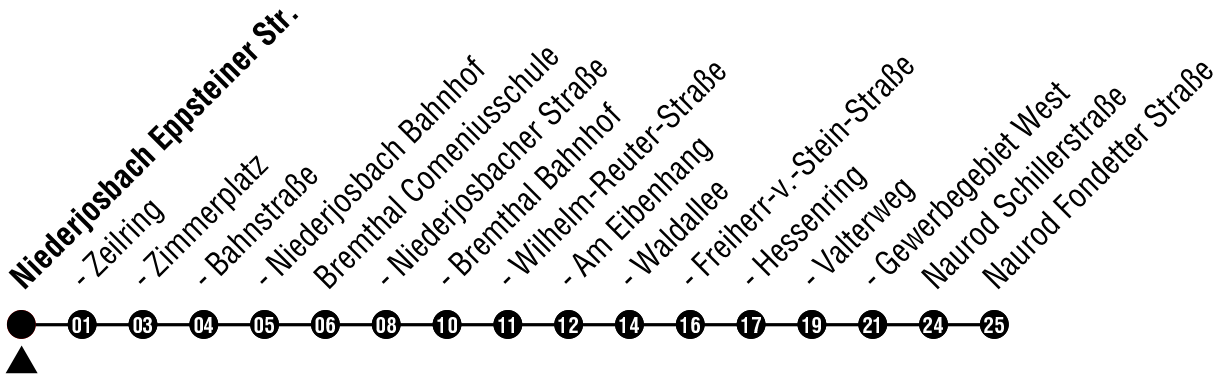 Niederjosbach Eppsteiner Str.
- Zeilring
- Zimmerplatz
- Bahnstraße
- Niederjosbach Bahnhof
Bremthal Comeniusschule
- Niederjosbacher Straße
- Bremthal Bahnhof
- Wilhelm-Reuter-Straße
- Am Eibenhang
- Waldallee
- Freiherr-v.-Stein-Straße
- Hessenring
- Valterweg
- Gewerbegebiet West
Naurod Schillerstraße
Naurod Fondetter Straße
01 03 04 05 06 08 10 11 12 14 16 17 19 21 24 25